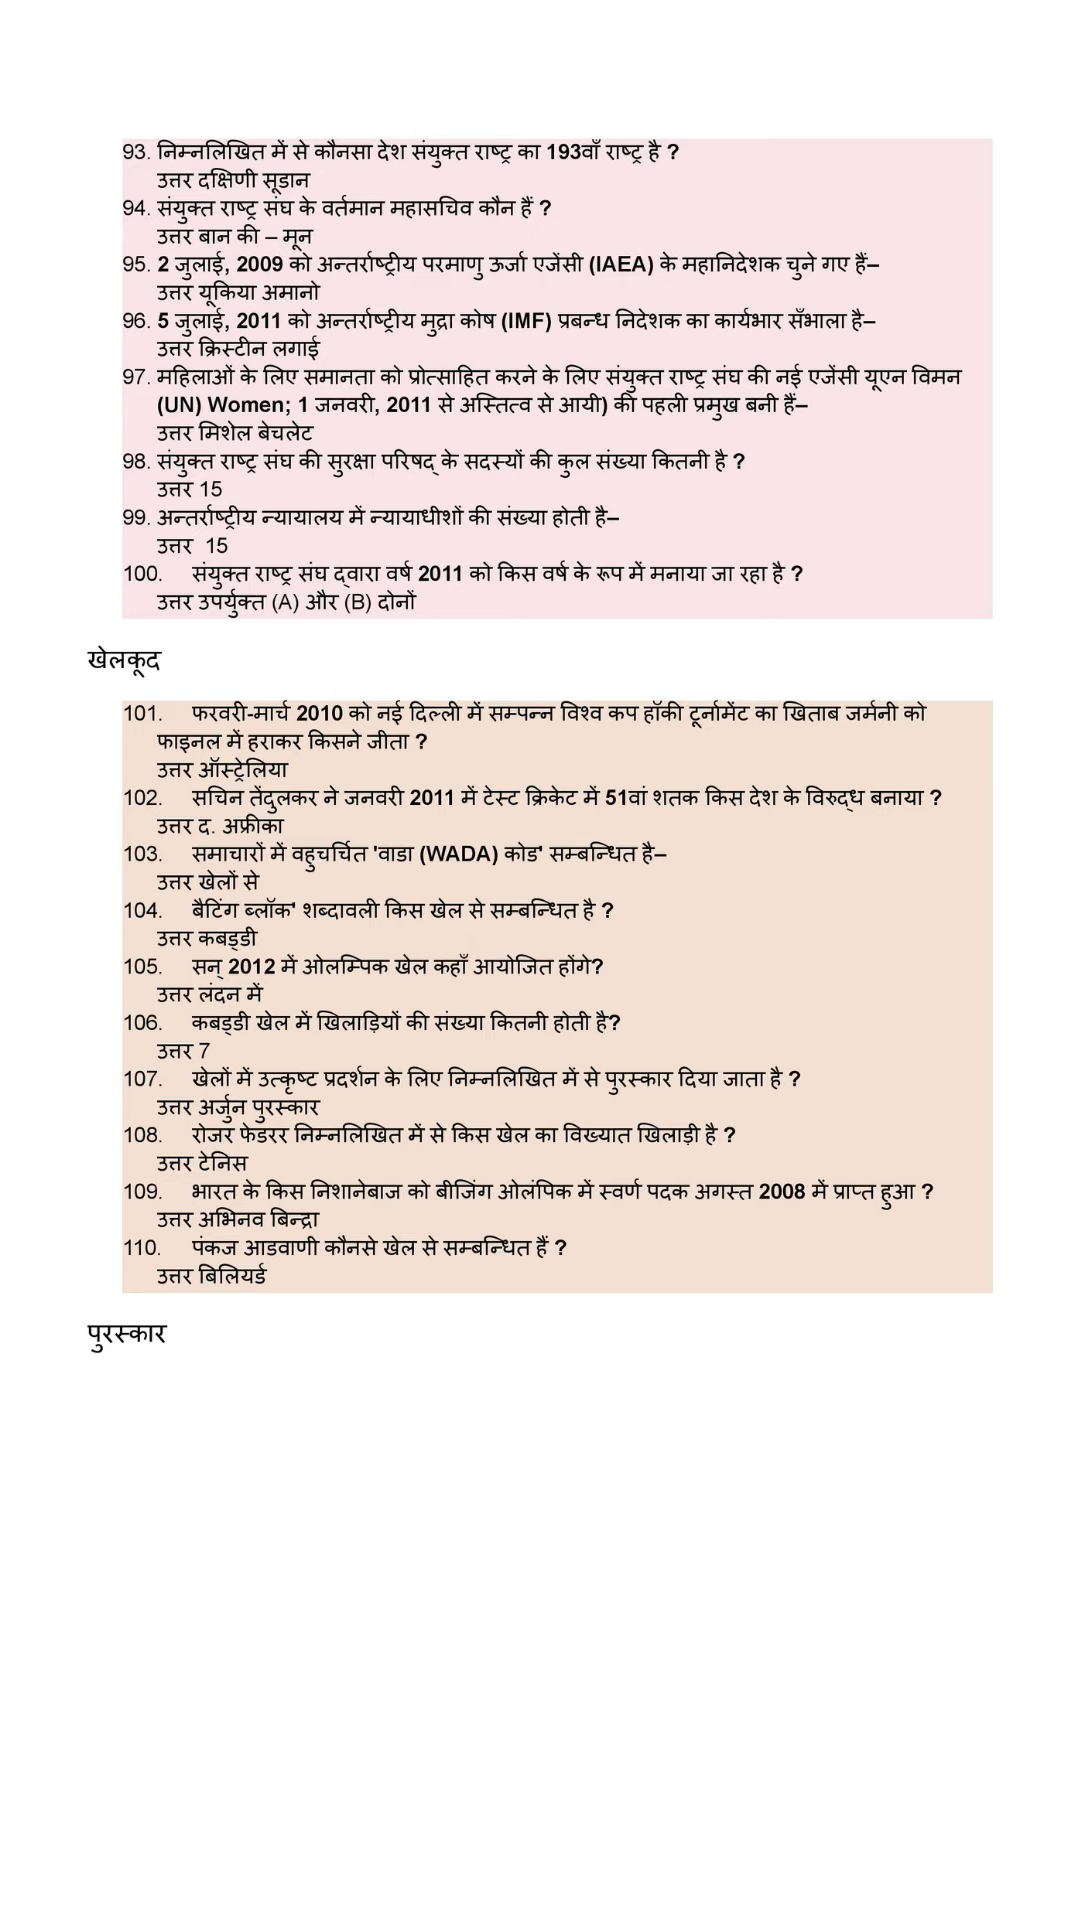 93. निम्नलिखित में से कौनसा देश संयुक्त राष्ट्र का 193वाँ राष्ट्र है ?
उत्तर दक्षिणी सूडान
94. संयुक्त राष्ट्र संघ के वर्तमान महासचिव कौन हैं ?
उत्तर बान की – मून
95. 2 जुलाई, 2009 को अन्तर्राष्ट्रीय परमाणु ऊर्जा एजेंसी (IAEA) के महानिदेशक चुने गए हैं–
उत्तर यूकिया अमानो
96. 5 जुलाई, 2011 को अन्तर्राष्ट्रीय मुद्रा कोष (IMF) प्रबन्ध निदेशक का कार्यभार सँभाला है–
उत्तर क्रिस्टीन लगाई
97. महिलाओं के लिए समानता को प्रोत्साहित करने के लिए संयुक्त राष्ट्र संघ की नई एजेंसी यूएन विमन
(UN) Women; 1 जनवरी, 2011 से अस्तित्व से आयी) की पहली प्रमुख बनी हैं–
उत्तर मिशेल बेचलेट
98. संयुक्त राष्ट्र संघ की सुरक्षा परिषद् के सदस्यों की कुल संख्या कितनी है ?
उत्तर 15
99. अन्तर्राष्ट्रीय न्यायालय में न्यायाधीशों की संख्या होती है–
उत्तर 15
100. संयुक्त राष्ट्र संघ द्वारा वर्ष 2011 को किस वर्ष के रूप में मनाया जा रहा है ?
उत्तर उपर्युक्त (A) और (B) दोनों
खेलकूद
101. फरवरी-मार्च 2010 को नई दिल्ली में सम्पन्न विश्व कप हॉकी टूर्नामेंट का खिताब जर्मनी को
फाइनल में हराकर किसने जीता ?
उत्तर ऑस्ट्रेलिया
102. सचिन तेंदुलकर ने जनवरी 2011 में टेस्ट क्रिकेट में 51वां शतक किस देश के विरुद्ध बनाया ?
उत्तर द. अफ्रीका
103. समाचारों में वहुचर्चित 'वाडा (WADA) कोड' सम्बन्धित है–
उत्तर खेलों से
104. बैटिंग ब्लॉक' शब्दावली किस खेल से सम्बन्धित है ?
उत्तर कबड्डी
105. सन् 2012 में ओलम्पिक खेल कहाँ आयोजित होंगे?
उत्तर लंदन में
106. कबड्डी खेल में खिलाड़ियों की संख्या कितनी होती है?
उत्तर 7
107. खेलों में उत्कृष्ट प्रदर्शन के लिए निम्नलिखित में से पुरस्कार दिया जाता है ?
उत्तर अर्जुन पुरस्कार
108. रोजर फेडरर निम्नलिखित में से किस खेल का विख्यात खिलाड़ी है ?
उत्तर टेनिस
109. भारत के किस निशानेबाज को बीजिंग ओलंपिक में स्वर्ण पदक अगस्त 2008 में प्राप्त हुआ ?
उत्तर अभिनव बिन्द्रा
110. पंकज आडवाणी कौनसे खेल से सम्बन्धित हैं ?
उत्तर बिलियर्ड
पुरस्कार